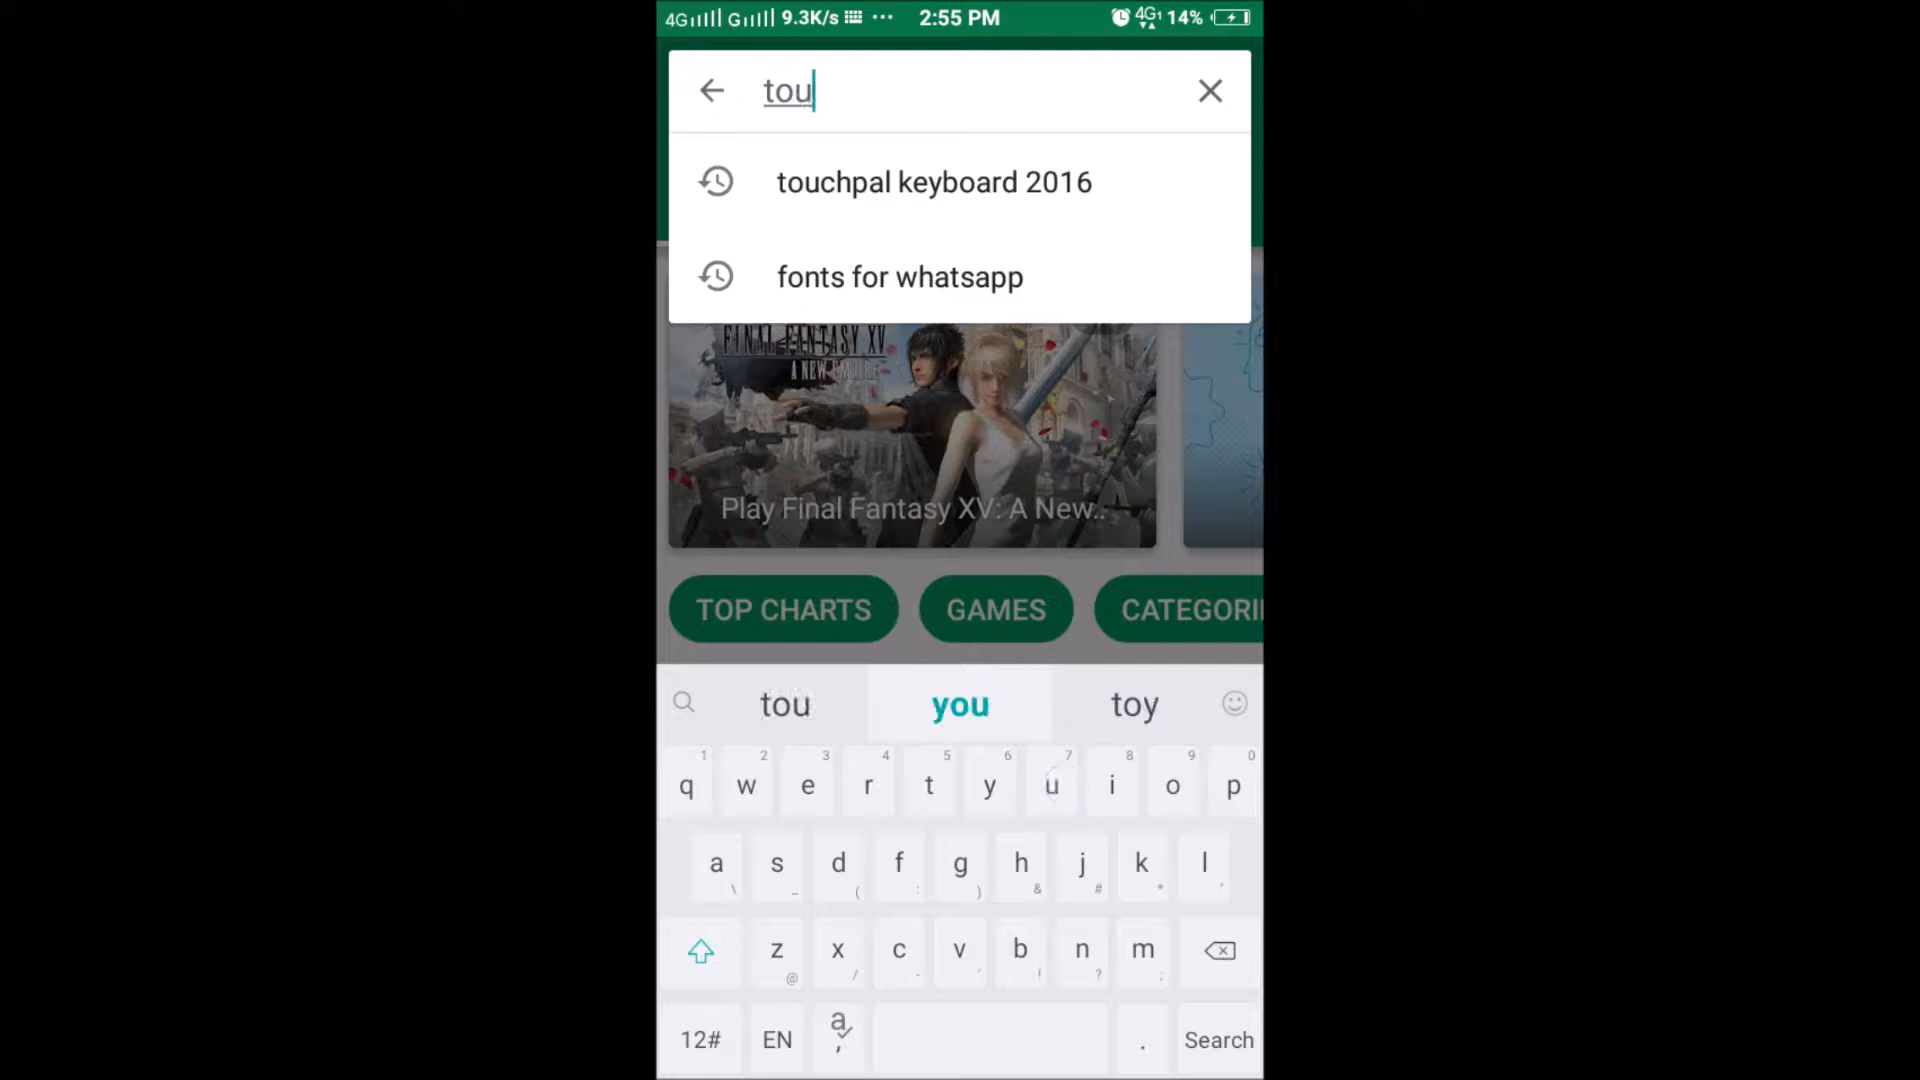 4G G 9.3K/s ... 2:55 PM 4G1 14%
tou
touchpal keyboard 2016
fonts for whatsapp
FINAL FANTASY XV
A NEW EMPIRE
Play Final Fantasy XV: A New..
TOP CHARTS GAMES CATEGORI
tou you toy
1 2 3 4 5 6 7 8 9 0
q w e r t y u i o p
a s d f g h j k l
\ _ ( : ) & # * '
z x c v b n m
@ / - ' ! ? ;
12# EN a , . Search